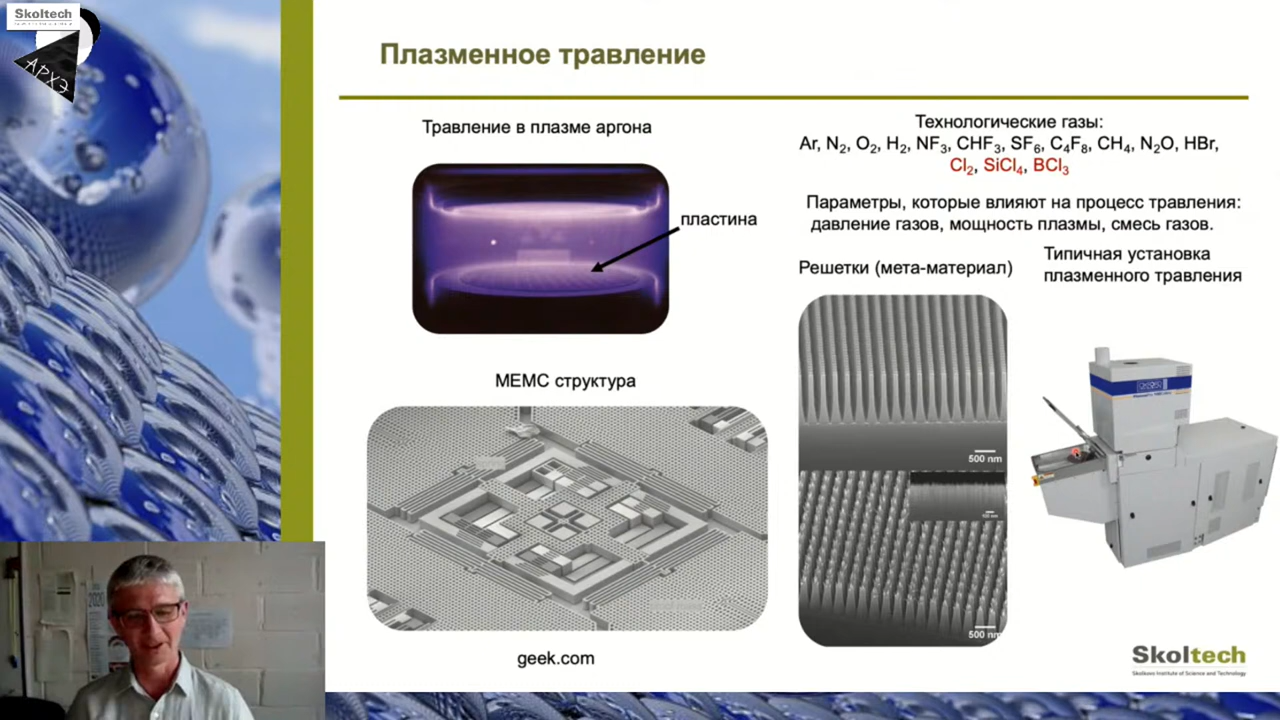 Skoltech
АРХЭ
Плазменное травление
Травление в плазме аргона
пластина
Технологические газы:
Ar, N₂, O₂, H₂, NF₃, CHF₃, SF₆, C₄F₈, CH₄, N₂O, HBr,
Cl₂, SiCl₄, BCl₃
Параметры, которые влияют на процесс травления:
давление газов, мощность плазмы, смесь газов.
Решетки (мета-материал)
Типичная установка
плазменного травления
500 nm
500 nm
МЕМС структура
geek.com
2020
Skoltech
Skolkovo Institute of Science and Technology